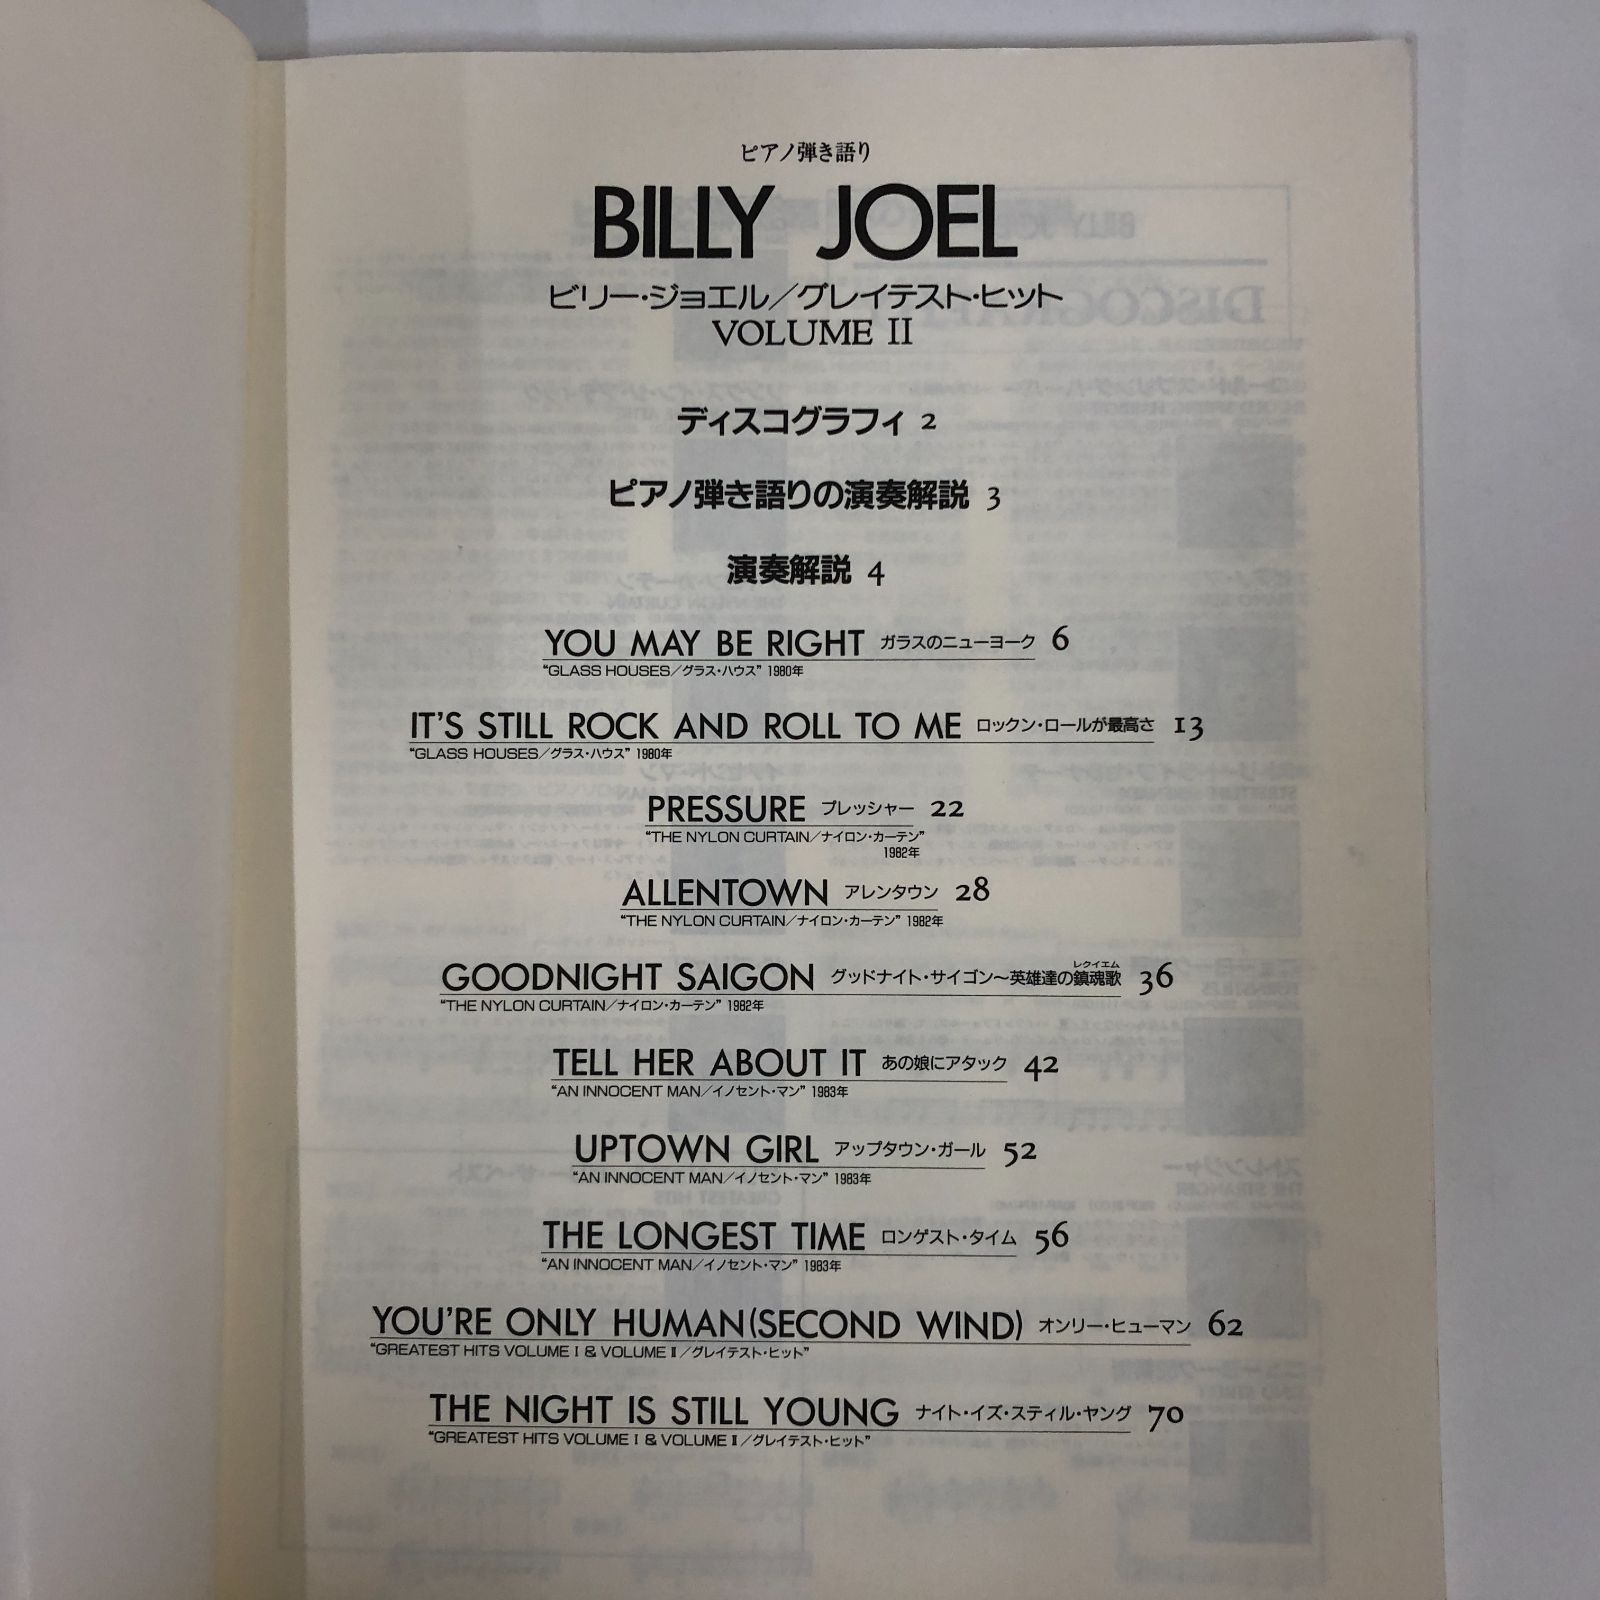 ピアノ弾き語り
BILLY JOEL
ビリー・ジョエル／グレイテスト・ヒット
VOLUME II
ディスコグラフィ 2
ピアノ弾き語りの演奏解説 3
演奏解説 4
YOU MAY BE RIGHT ガラスのニューヨーク 6
"GLASS HOUSES／グラス・ハウス" 1980年
IT'S STILL ROCK AND ROLL TO ME ロックン・ロールが最高さ 13
"GLASS HOUSES／グラス・ハウス" 1980年
PRESSURE プレッシャー 22
"THE NYLON CURTAIN／ナイロン・カーテン"
1982年
ALLENTOWN アレンタウン 28
"THE NYLON CURTAIN／ナイロン・カーテン" 1982年
レクイエム
GOODNIGHT SAIGON グッドナイト・サイゴン〜英雄達の鎮魂歌 36
"THE NYLON CURTAIN／ナイロン・カーテン" 1982年
TELL HER ABOUT IT あの娘にアタック 42
"AN INNOCENT MAN／イノセント・マン" 1983年
UPTOWN GIRL アップタウン・ガール 52
"AN INNOCENT MAN／イノセント・マン" 1983年
THE LONGEST TIME ロンゲスト・タイム 56
"AN INNOCENT MAN／イノセント・マン" 1983年
YOU'RE ONLY HUMAN (SECOND WIND) オンリー・ヒューマン 62
"GREATEST HITS VOLUME I & VOLUME II／グレイテスト・ヒット"
THE NIGHT IS STILL YOUNG ナイト・イズ・スティル・ヤング 70
"GREATEST HITS VOLUME I & VOLUME II／グレイテスト・ヒット"